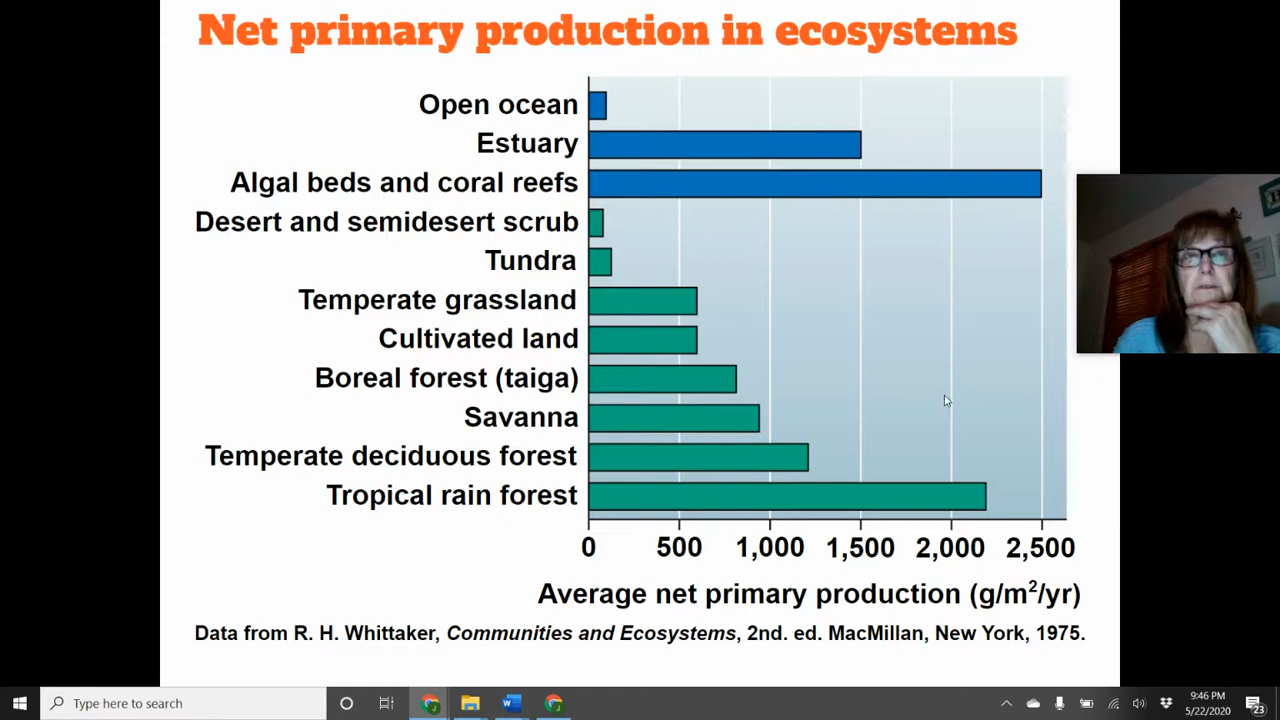 Net primary production in ecosystems
Open ocean
Estuary
Algal beds and coral reefs
Desert and semidesert scrub
Tundra
Temperate grassland
Cultivated land
Boreal forest (taiga)
Savanna
Temperate deciduous forest
Tropical rain forest
0 500 1,000 1,500 2,000 2,500
Average net primary production (g/m²/yr)
Data from R. H. Whittaker, Communities and Ecosystems, 2nd. ed. MacMillan, New York, 1975.
Type here to search
9:46 PM
5/22/2020
23